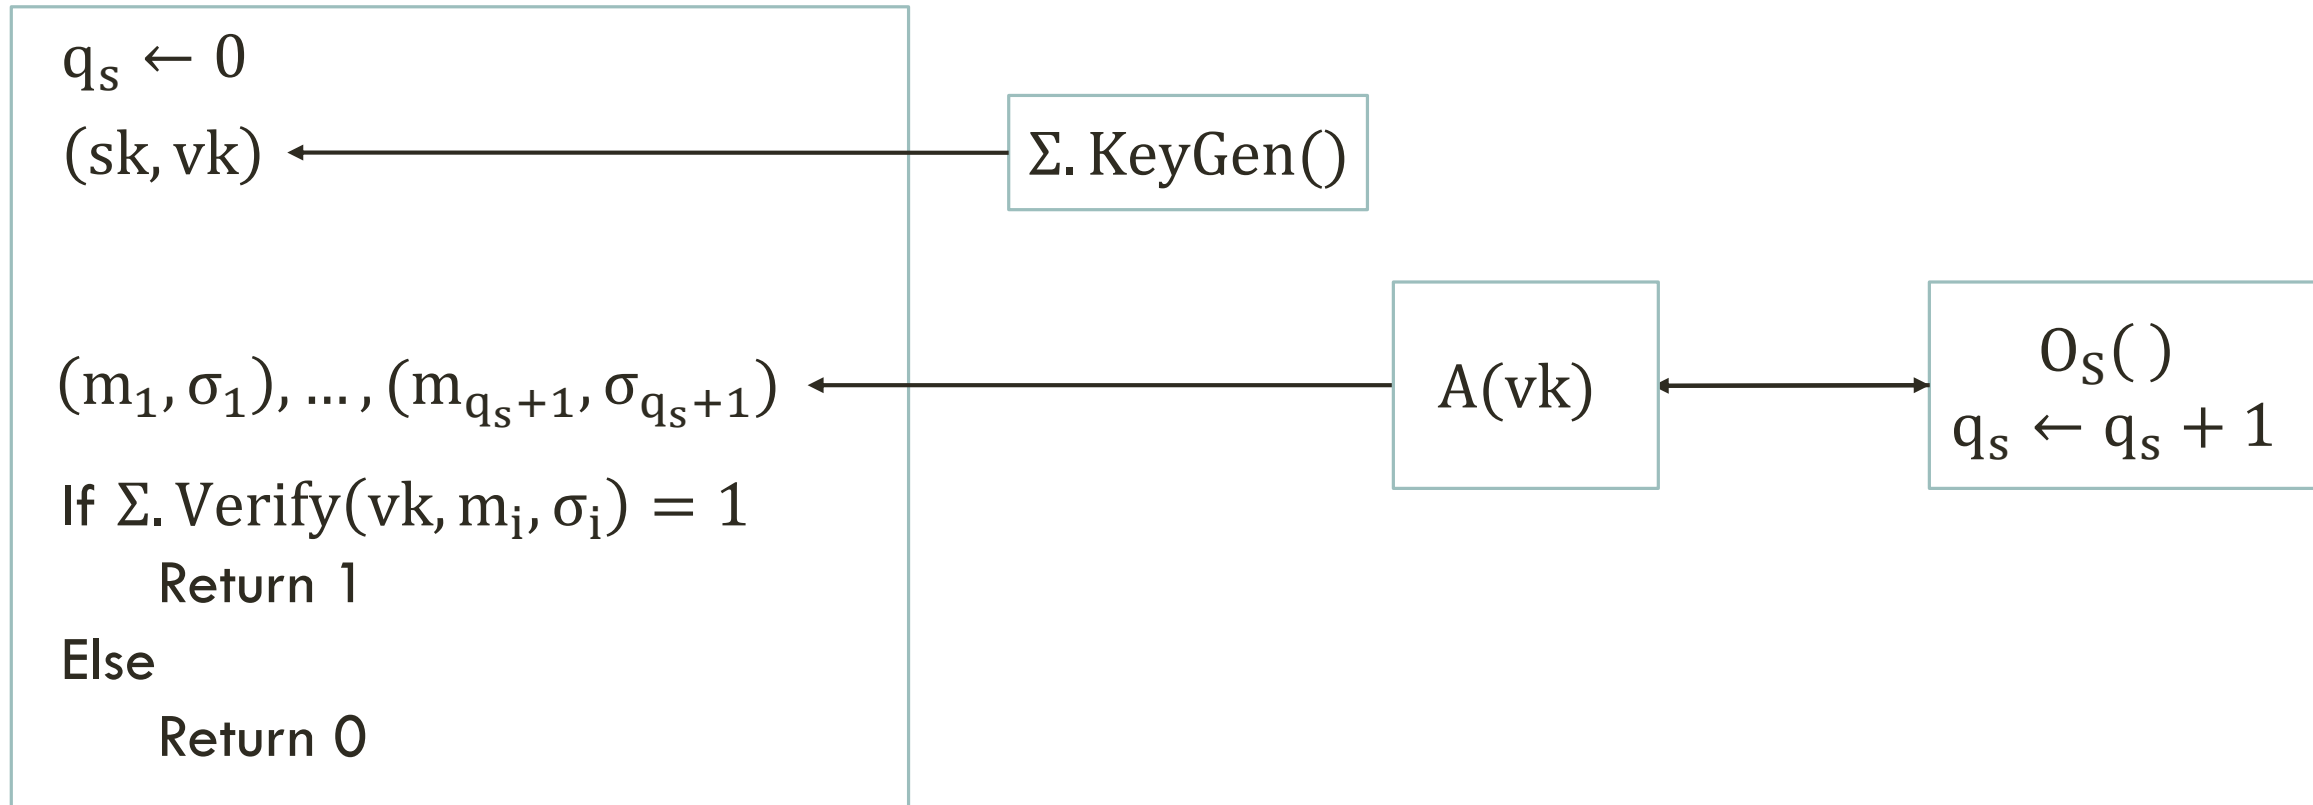 qₛ ← 0
(sk, vk)
Σ. KeyGen()
(m₁, σ₁), … , (m_{qₛ+1}, σ_{qₛ+1})
A(vk)
O_S( )
qₛ ← qₛ + 1
If Σ. Verify(vk, mᵢ, σᵢ) = 1
Return 1
Else
Return 0